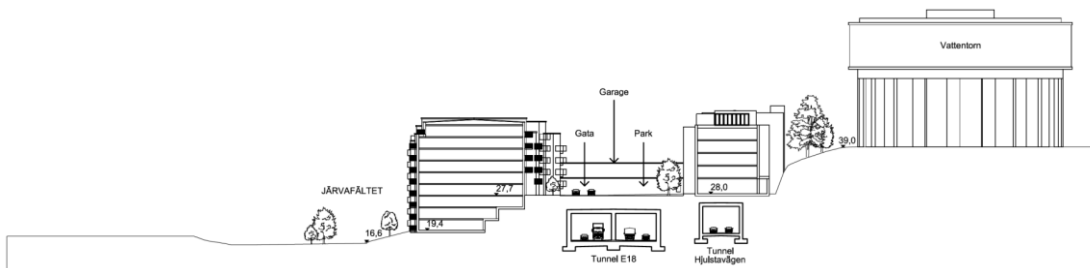 Vattentorn
Garage
Gata
Park
39,0
JÄRVAFÄLTET
27,7
28,0
19,4
16,6
Tunnel E18
Tunnel
Hjulstavägen